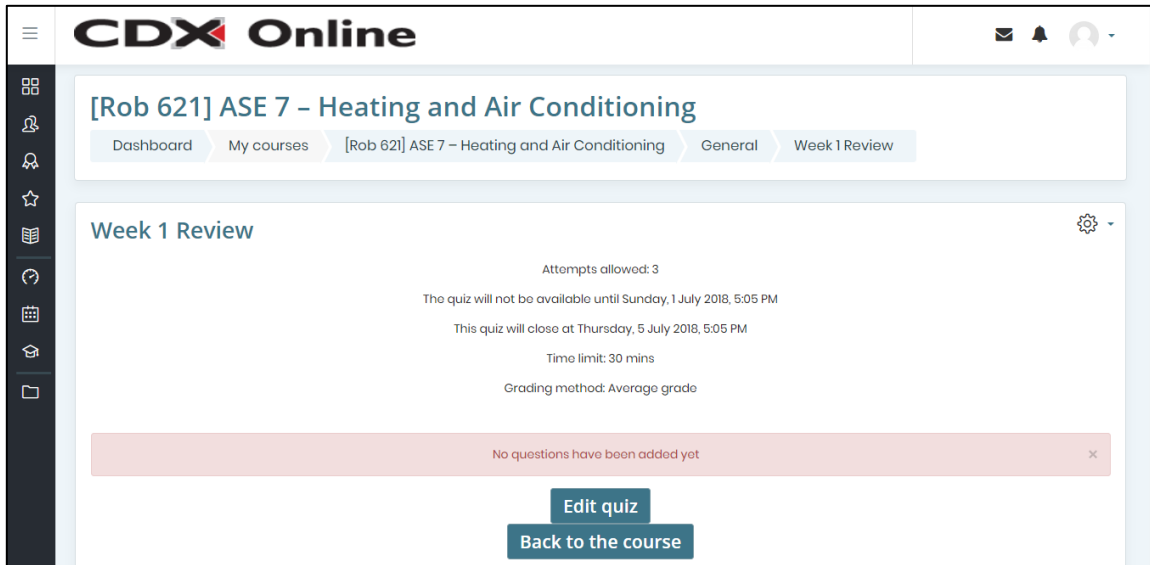 CDX Online
[Rob 621] ASE 7 – Heating and Air Conditioning
Dashboard My courses [Rob 621] ASE 7 – Heating and Air Conditioning General Week 1 Review
Week 1 Review
Attempts allowed: 3
The quiz will not be available until Sunday, 1 July 2018, 5:05 PM
This quiz will close at Thursday, 5 July 2018, 5:05 PM
Time limit: 30 mins
Grading method: Average grade
No questions have been added yet ×
Edit quiz
Back to the course